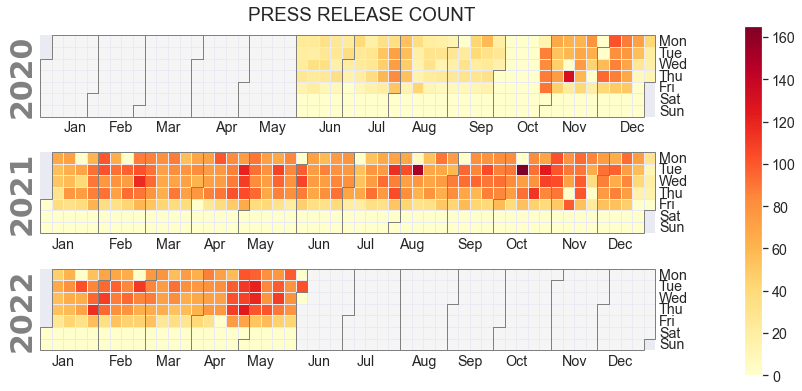 PRESS RELEASE COUNT
2020
Mon
Tue
Wed
Thu
Fri
Sat
Sun
Jan Feb Mar Apr May Jun Jul Aug Sep Oct Nov Dec
2021
Mon
Tue
Wed
Thu
Fri
Sat
Sun
Jan Feb Mar Apr May Jun Jul Aug Sep Oct Nov Dec
2022
Mon
Tue
Wed
Thu
Fri
Sat
Sun
Jan Feb Mar Apr May Jun Jul Aug Sep Oct Nov Dec
160
140
120
100
80
60
40
20
0